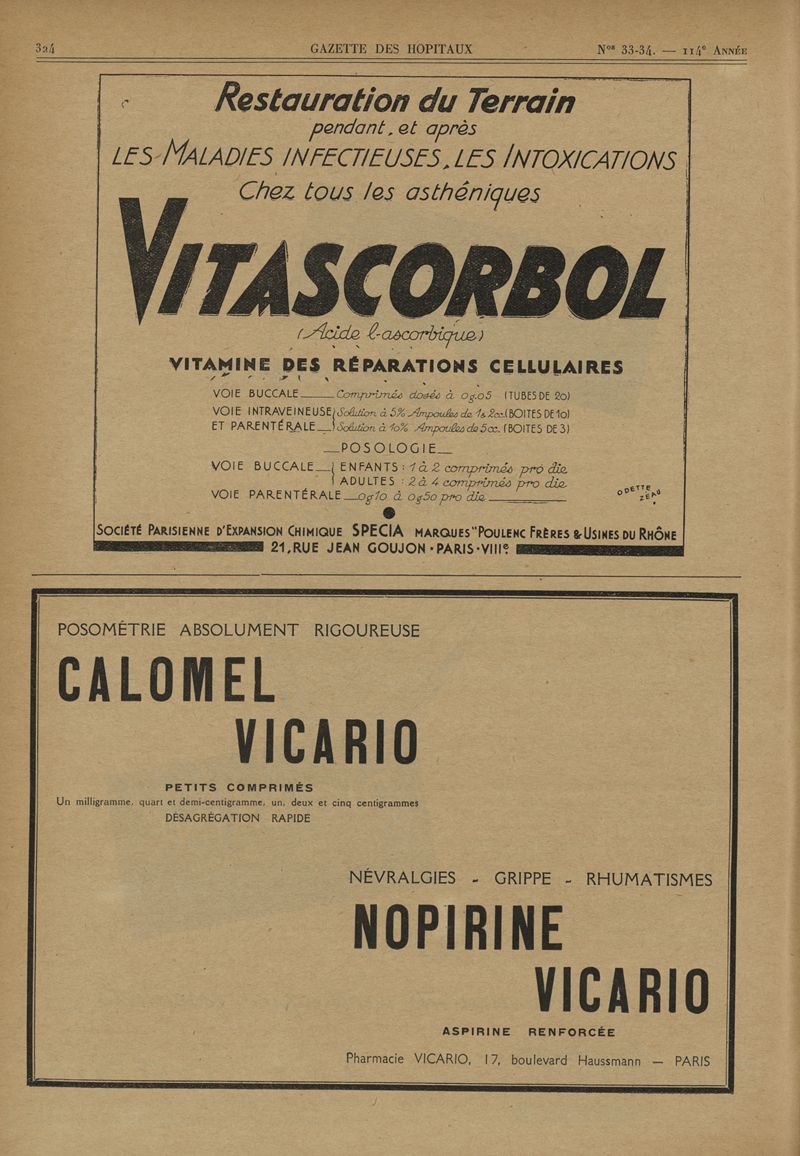 324
GAZETTE DES HOPITAUX
Nos 33-34. — 114e ANNÉE
Restauration du Terrain
pendant, et après
LES MALADIES INFECTIEUSES, LES INTOXICATIONS
Chez tous les asthéniques
VITASCORBOL
(Acide l-ascorbique)
VITAMINE DES RÉPARATIONS CELLULAIRES
VOIE BUCCALE Comprimés dosés à 0g.05 (TUBES DE 20)
VOIE INTRAVEINEUSE Solution à 5% Ampoules de 1 & 2cc. (BOITES DE 10)
ET PARENTÉRALE Solution à 10% Ampoules de 5cc. (BOITES DE 3)
POSOLOGIE
VOIE BUCCALE ENFANTS : 1 à 2 comprimés pro die
ADULTES : 2 à 4 comprimés pro die
VOIE PARENTÉRALE 0g10 à 0g50 pro die
ODETTE
ZÉAU
SOCIÉTÉ PARISIENNE D'EXPANSION CHIMIQUE SPECIA MARQUES "POULENC FRÈRES & USINES DU RHÔNE
21, RUE JEAN GOUJON · PARIS · VIIIe
POSOMÉTRIE ABSOLUMENT RIGOUREUSE
CALOMEL
VICARIO
PETITS COMPRIMÉS
Un milligramme, quart et demi-centigramme, un, deux et cinq centigrammes
DÉSAGRÉGATION RAPIDE
NÉVRALGIES - GRIPPE - RHUMATISMES
NOPIRINE
VICARIO
ASPIRINE RENFORCÉE
Pharmacie VICARIO, 17, boulevard Haussmann — PARIS